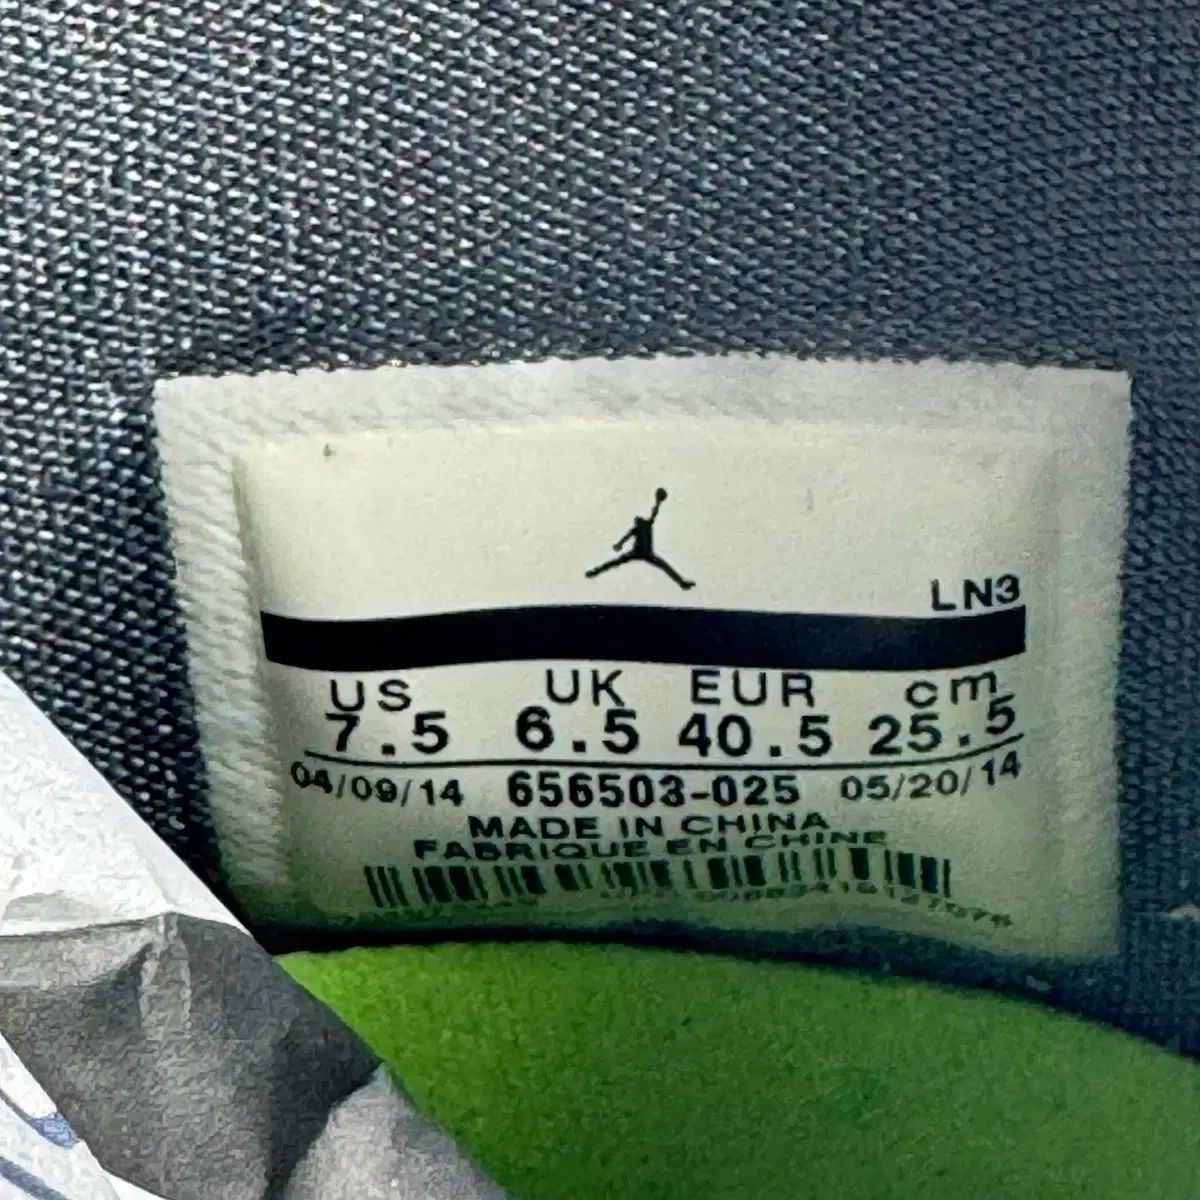 LN3
US UK EUR cm
7.5 6.5 40.5 25.5
04/09/14 656503-025 05/20/14
MADE IN CHINA
FABRIQUE EN CHINE